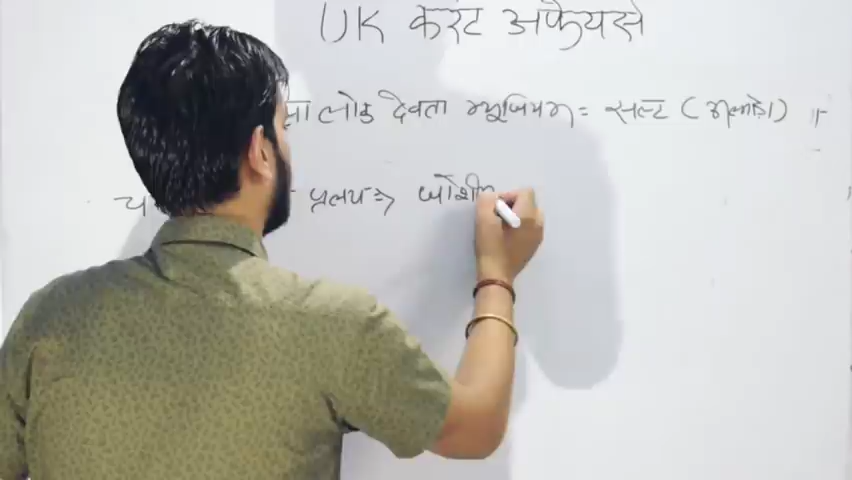 UK करंट अफेयर्स
लोक देवता म्यूजियम = सल्ट (अल्मोड़ा)
प्रलय ⇒ जोशी